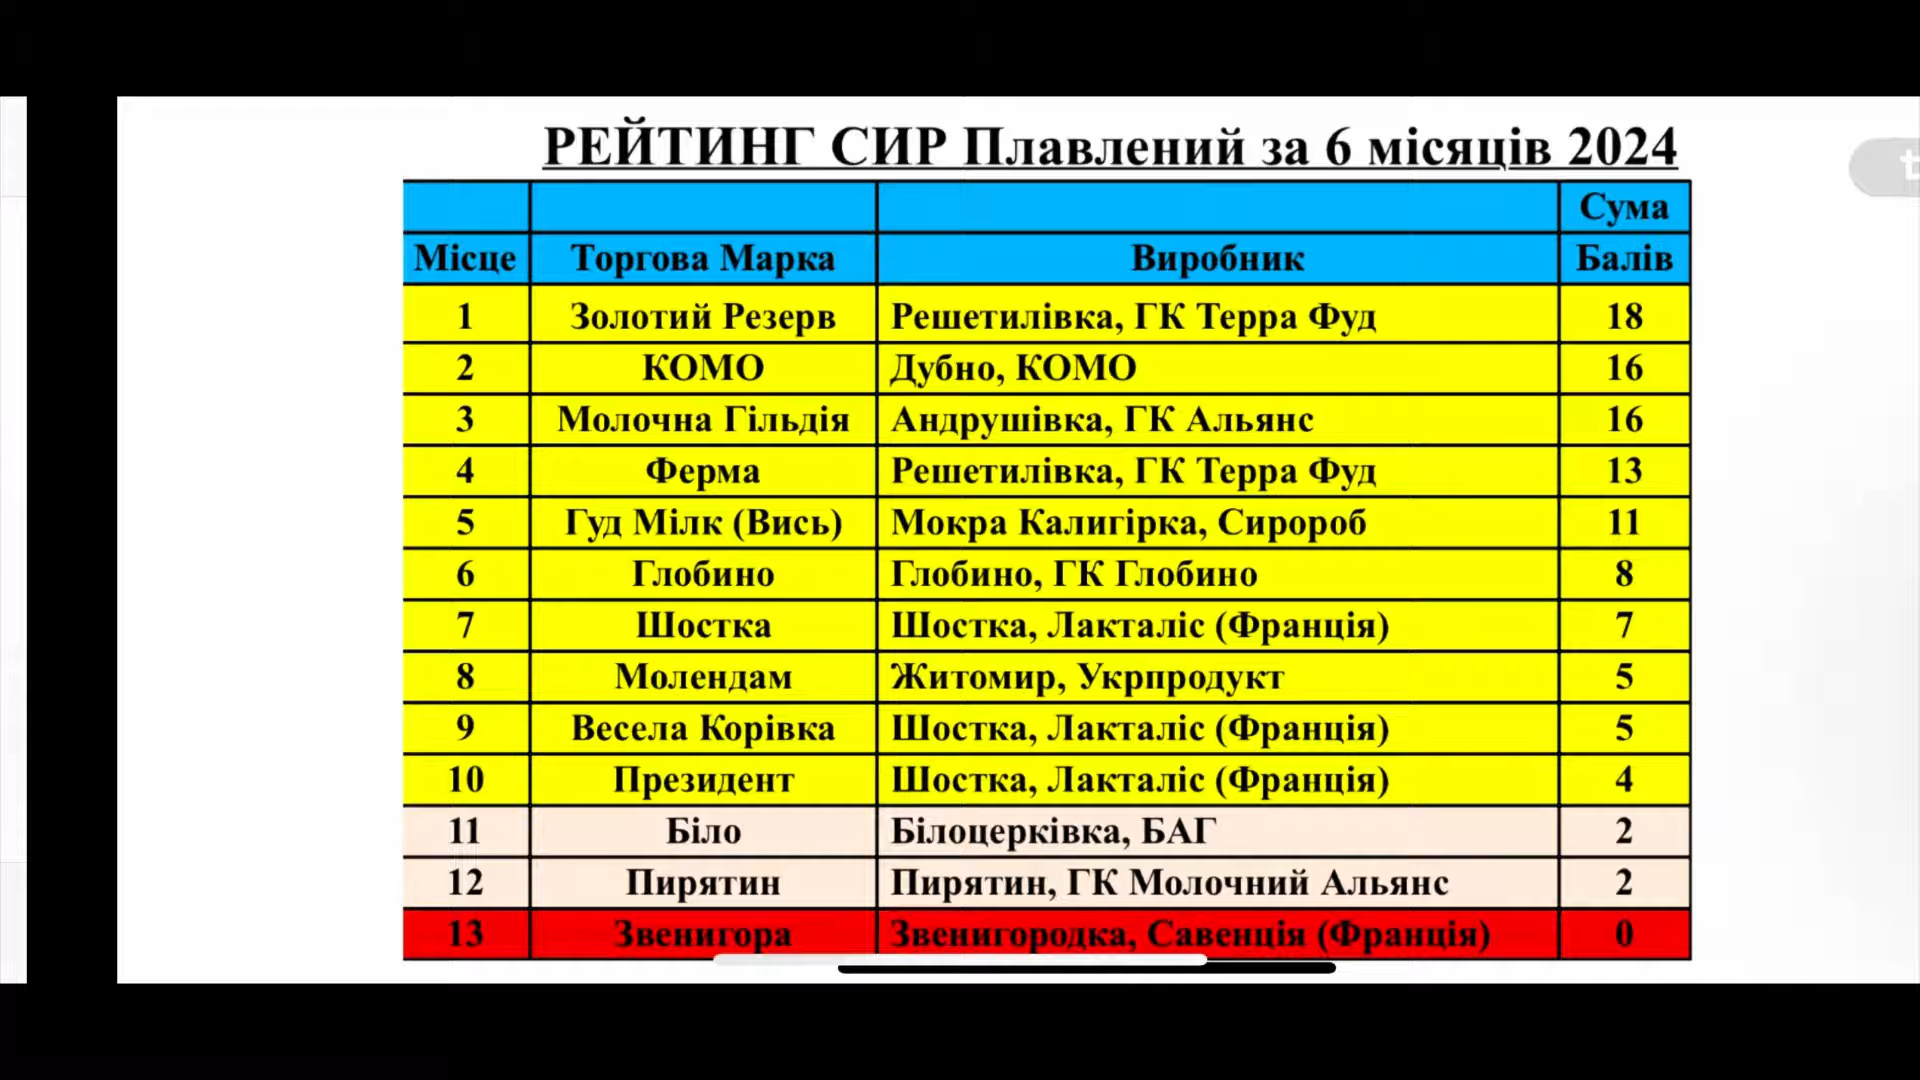 РЕЙТИНГ СИР Плавлений за 6 місяців 2024
Сума
Місце Торгова Марка Виробник Балів
1 Золотий Резерв Решетилівка, ГК Терра Фуд 18
2 КОМО Дубно, КОМО 16
3 Молочна Гільдія Андрушівка, ГК Альянс 16
4 Ферма Решетилівка, ГК Терра Фуд 13
5 Гуд Мілк (Вись) Мокра Калигірка, Сиророб 11
6 Глобино Глобино, ГК Глобино 8
7 Шостка Шостка, Лакталіс (Франція) 7
8 Молендам Житомир, Укрпродукт 5
9 Весела Корівка Шостка, Лакталіс (Франція) 5
10 Президент Шостка, Лакталіс (Франція) 4
11 Біло Білоцерківка, БАГ 2
12 Пирятин Пирятин, ГК Молочний Альянс 2
13 Звенигора Звенигородка, Савенція (Франція) 0